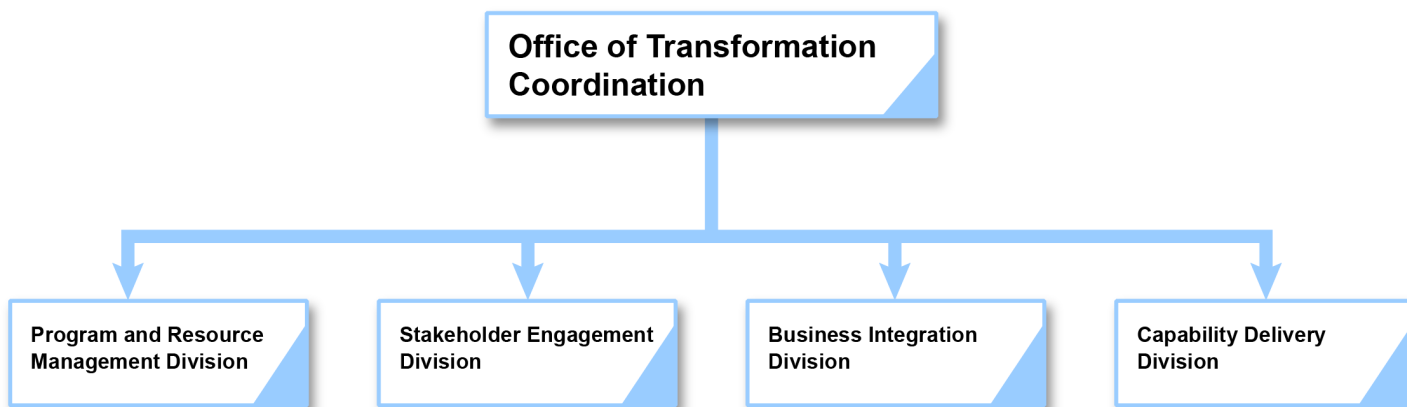 Office of Transformation
Coordination
Program and Resource
Management Division
Stakeholder Engagement
Division
Business Integration
Division
Capability Delivery
Division